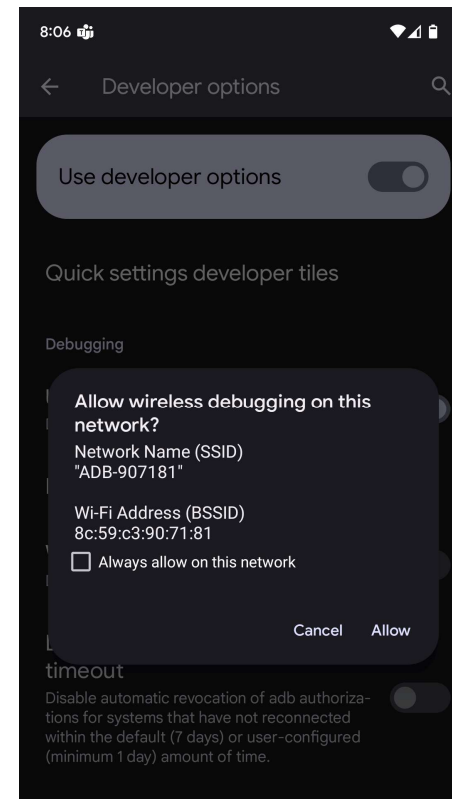 8:06
Developer options
Use developer options
Quick settings developer tiles
Debugging
Allow wireless debugging on this
network?
Network Name (SSID)
"ADB-907181"
Wi-Fi Address (BSSID)
8c:59:c3:90:71:81
Always allow on this network
Cancel
Allow
timeout
Disable automatic revocation of adb authoriza-
tions for systems that have not reconnected
within the default (7 days) or user-configured
(minimum 1 day) amount of time.